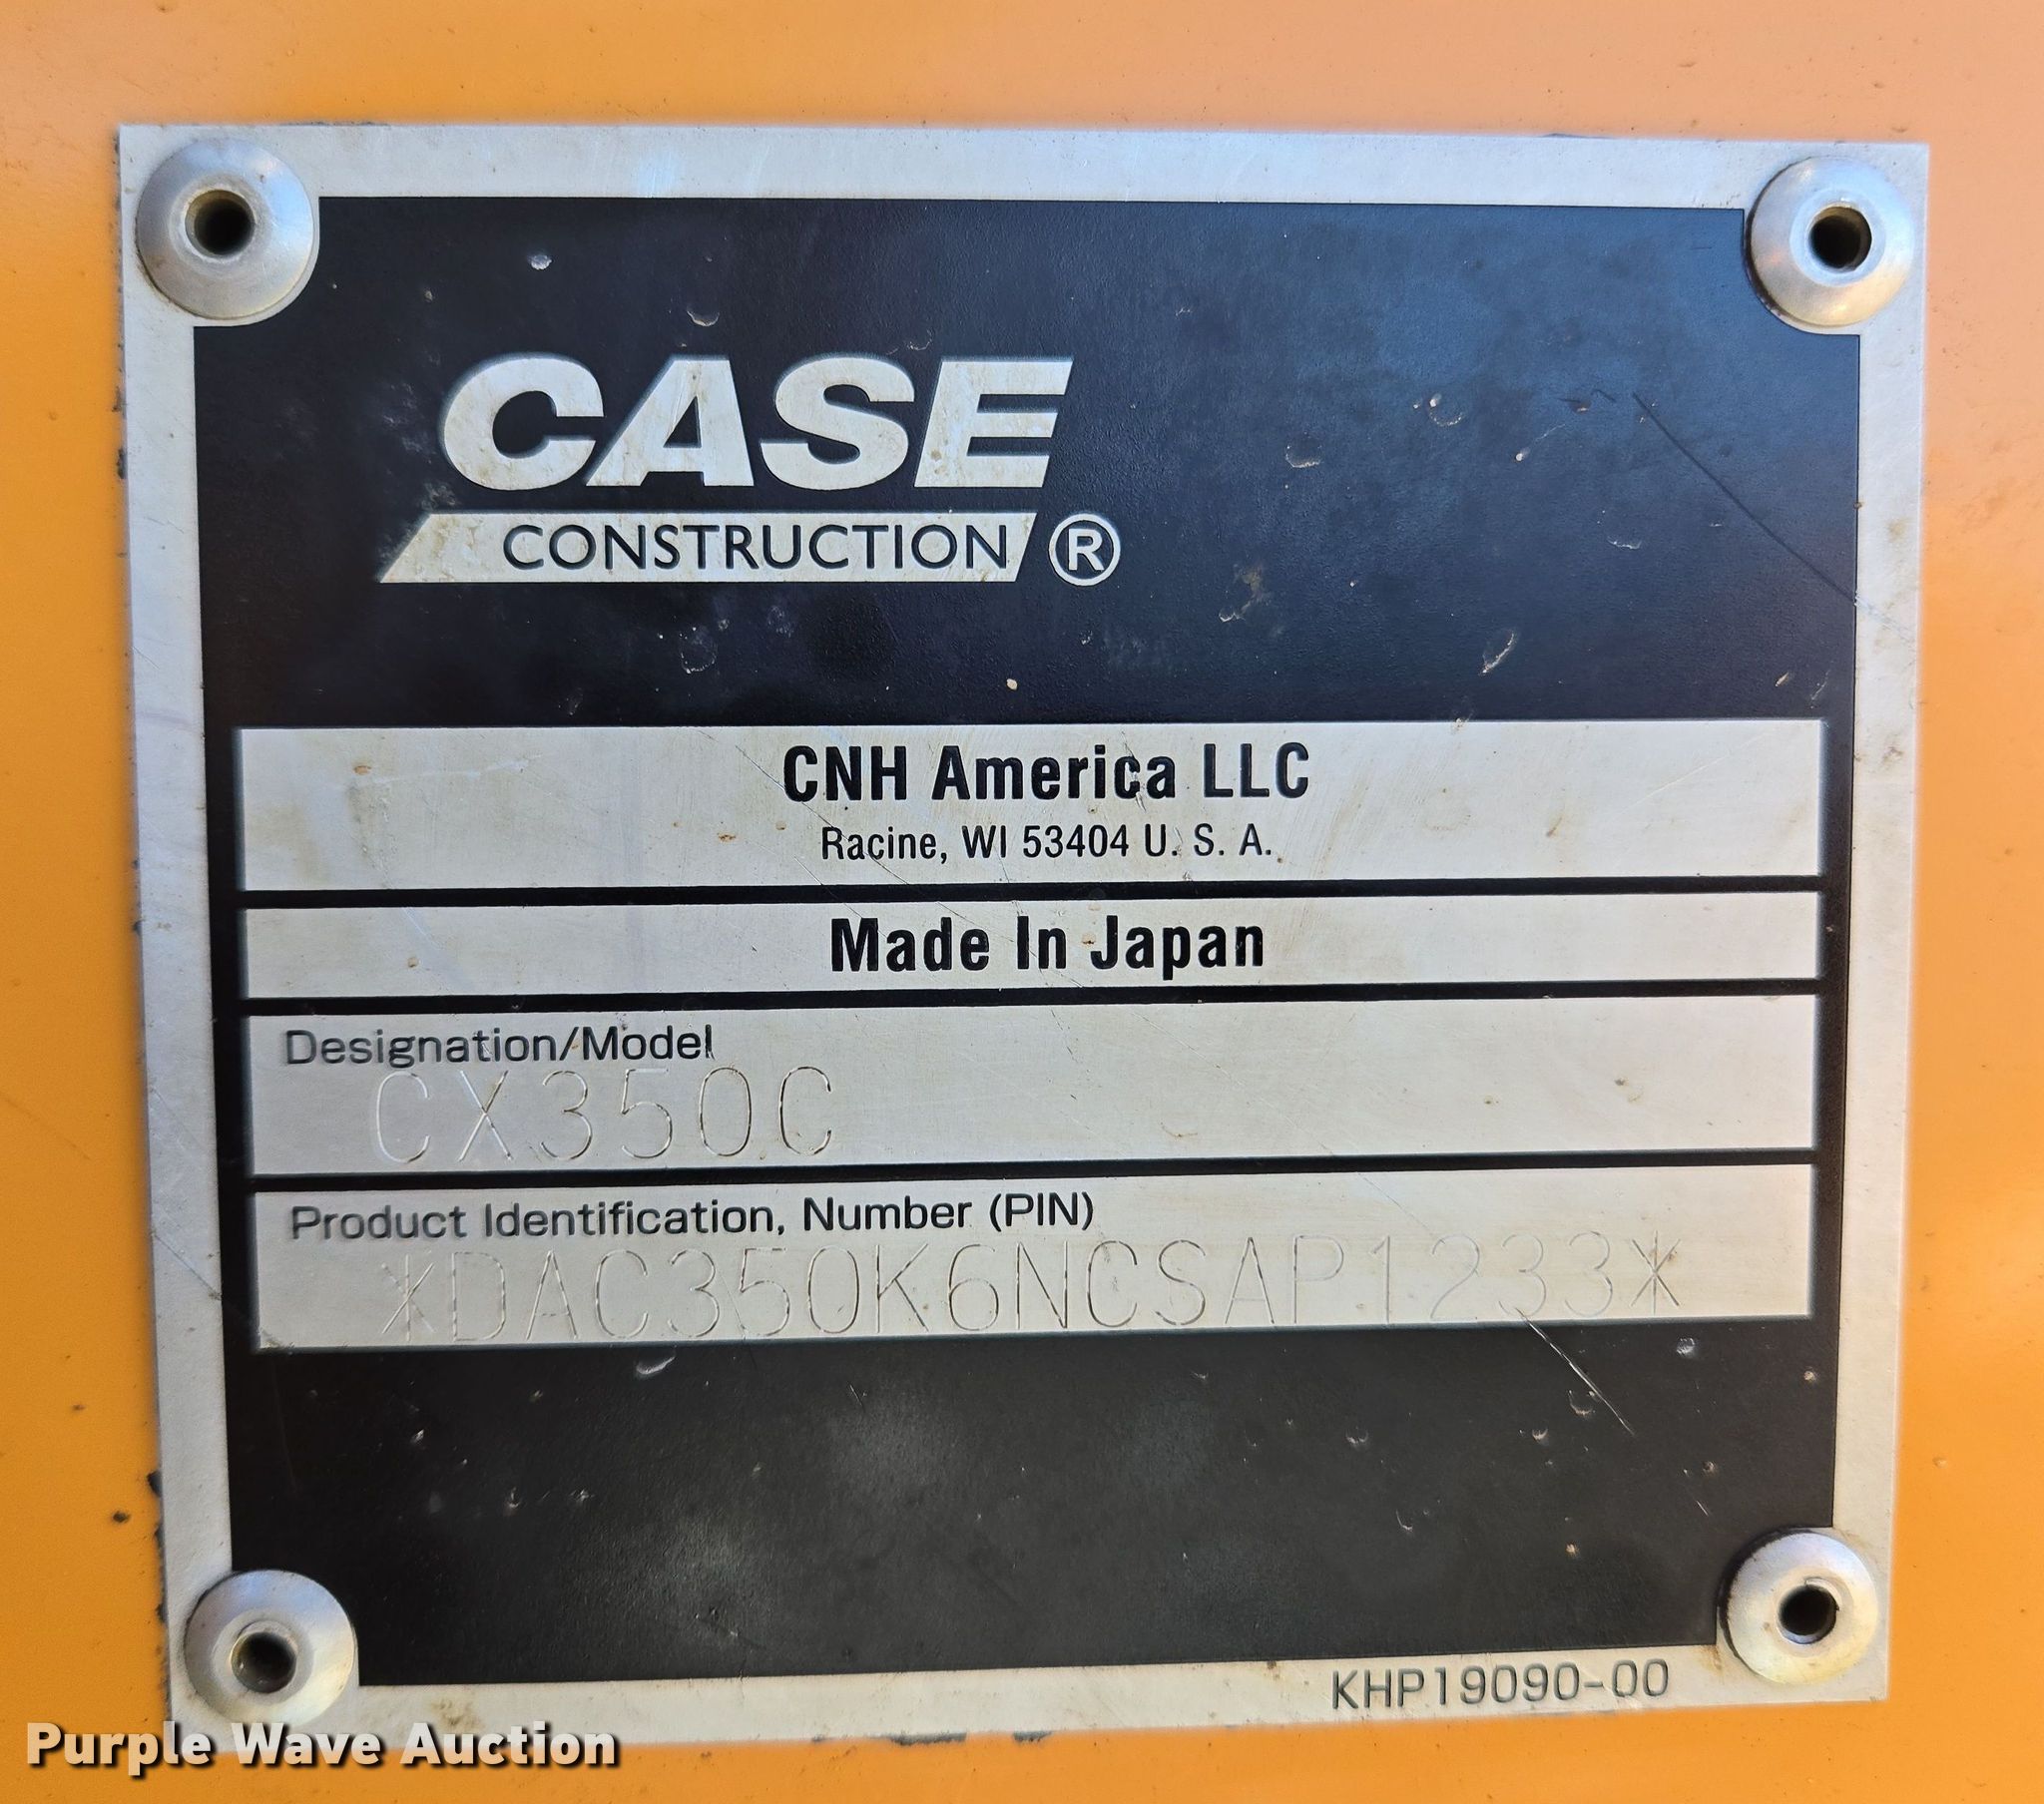 CASE
CONSTRUCTION ®
CNH America LLC
Racine, WI 53404 U. S. A.
Made In Japan
Designation/Model
CX350C
Product Identification, Number (PIN)
*DAC350K6NCSAP1233*
KHP19090-00
Purple Wave Auction